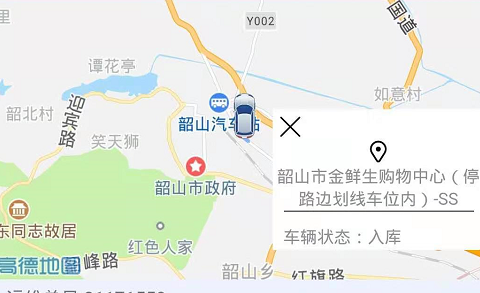 Y002
国道
里
谭花亭
如意村
韶北村
迎宾路
韶山汽车站
笑天狮
韶山市政府
韶山市金鲜生购物中心（停
路边划线车位内）-SS
东同志故居
红色人家
车辆状态：入库
高德地图
峰路
韶山乡
红旗路